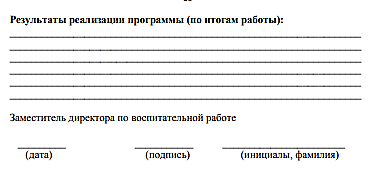 Результаты реализации программы (по итогам работы):
Заместитель директора по воспитательной работе
(дата) (подпись) (инициалы, фамилия)